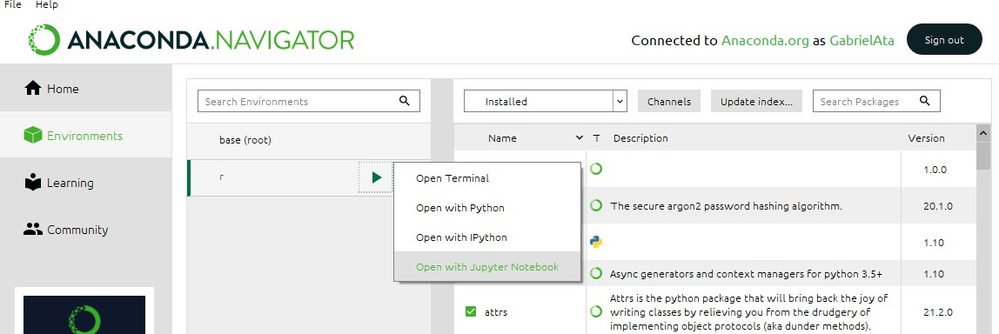 File Help
ANACONDA.NAVIGATOR
Connected to Anaconda.org as GabrielAta
Sign out
Home
Environments
Learning
Community
Search Environments
base (root)
r
Open Terminal
Open with Python
Open with IPython
Open with Jupyter Notebook
Installed
Channels
Update index...
Search Packages
Name T Description Version
1.0.0
The secure argon2 password hashing algorithm. 20.1.0
1.10
Async generators and context managers for python 3.5+ 1.10
attrs
Attrs is the python package that will bring back the joy of
writing classes by relieving you from the drudgery of
implementing object protocols (aka dunder methods).
21.2.0